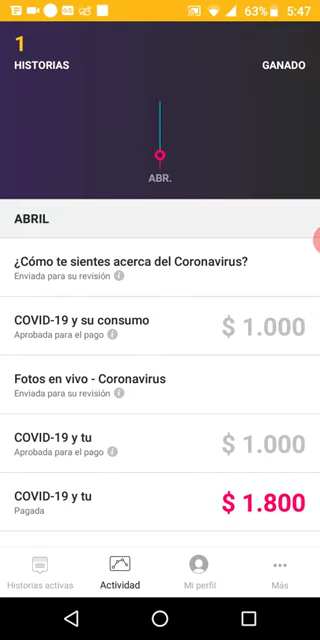 63% 5:47
1
HISTORIAS GANADO
ABR.
ABRIL
¿Cómo te sientes acerca del Coronavirus?
Enviada para su revisión
COVID-19 y su consumo
Aprobada para el pago
$ 1.000
Fotos en vivo - Coronavirus
Enviada para su revisión
COVID-19 y tu
Aprobada para el pago
$ 1.000
COVID-19 y tu
Pagada
$ 1.800
Historias activas Actividad Mi perfil Más